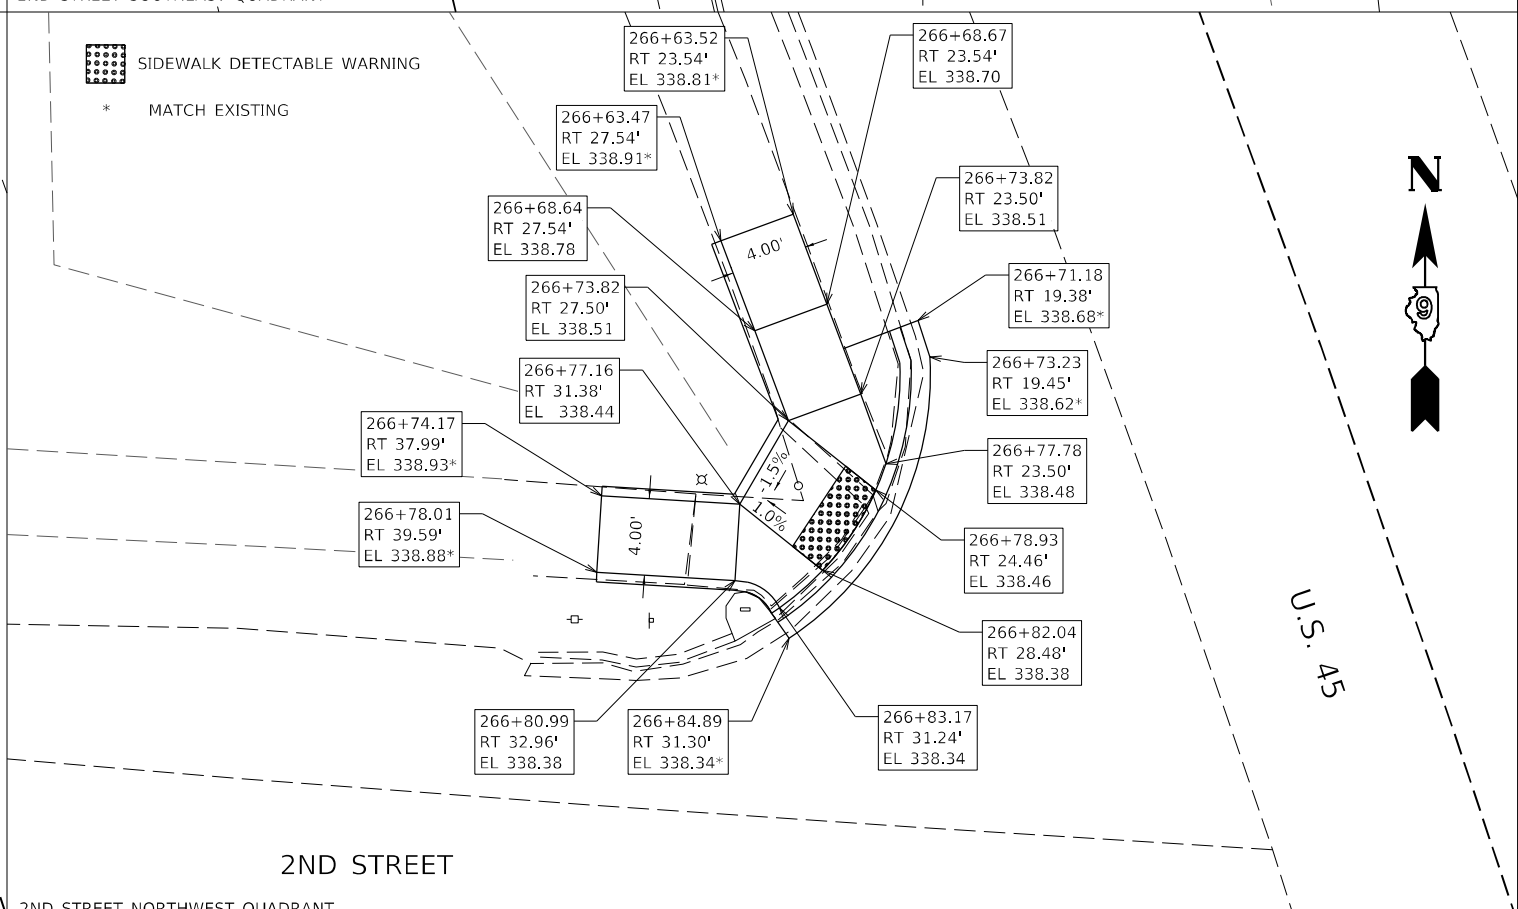 SIDEWALK DETECTABLE WARNING
* MATCH EXISTING
266+63.52
RT 23.54'
EL 338.81*
266+68.67
RT 23.54'
EL 338.70
266+63.47
RT 27.54'
EL 338.91*
266+73.82
RT 23.50'
EL 338.51
266+68.64
RT 27.54'
EL 338.78
266+71.18
RT 19.38'
EL 338.68*
266+73.82
RT 27.50'
EL 338.51
266+73.23
RT 19.45'
EL 338.62*
266+77.16
RT 31.38'
EL 338.44
266+74.17
RT 37.99'
EL 338.93*
266+77.78
RT 23.50'
EL 338.48
266+78.01
RT 39.59'
EL 338.88*
266+78.93
RT 24.46'
EL 338.46
266+82.04
RT 28.48'
EL 338.38
266+80.99
RT 32.96'
EL 338.38
266+84.89
RT 31.30'
EL 338.34*
266+83.17
RT 31.24'
EL 338.34
4.00'
4.00'
-1.5%
1.0%
N
9
U.S. 45
2ND STREET
2ND STREET NORTHWEST QUADRANT